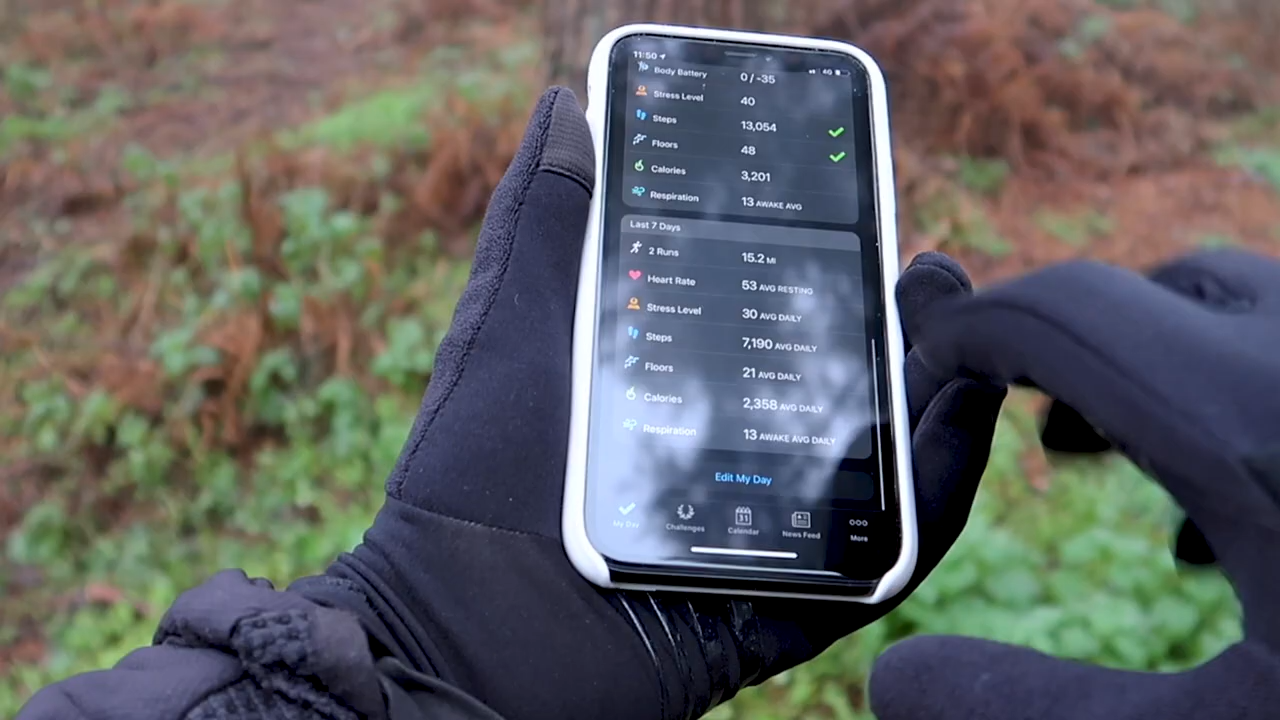 11:50 4G
Body Battery 0 / -35
Stress Level 40
Steps 13,054
Floors 48
Calories 3,201
Respiration 13 AWAKE AVG
Last 7 Days
2 Runs 15.2 MI
Heart Rate 53 AVG RESTING
Stress Level 30 AVG DAILY
Steps 7,190 AVG DAILY
Floors 21 AVG DAILY
Calories 2,358 AVG DAILY
Respiration 13 AWAKE AVG DAILY
Edit My Day
31
My Day Challenges Calendar News Feed More